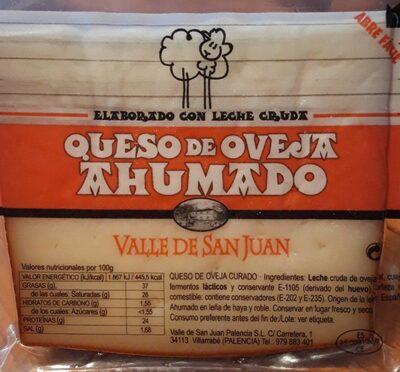 ABRE FÁCIL
ELABORADO CON LECHE CRUDA
QUESO DE OVEJA
AHUMADO
VALLE DE SAN JUAN
Valores nutricionales por 100g
VALOR ENERGÉTICO (kJ/kcal) 1.867 kJ / 445,5 kcal
GRASAS (g) 37
de las cuales: Saturadas (g) 26
HIDRATOS DE CARBONO (g) 1,55
de los cuales: Azúcares (g) <1,55
PROTEÍNAS (g) 24
SAL (g) 1,68
QUESO DE OVEJA CURADO - Ingredientes: Leche cruda de oveja
fermentos lácticos y conservante E-1105 (derivado del huevo).
comestible: contiene conservadores (E-202 y E-235). Origen de la
Ahumado en leña de haya y roble. Conservar en lugar fresco y seco.
Consumo preferente antes del fin de:/Lote: ver etiqueta.
Valle de San Juan Palencia S.L. C/ Carretera, 1
34113 Villarrabé (PALENCIA) Tel.: 979 883 401
ES
CE